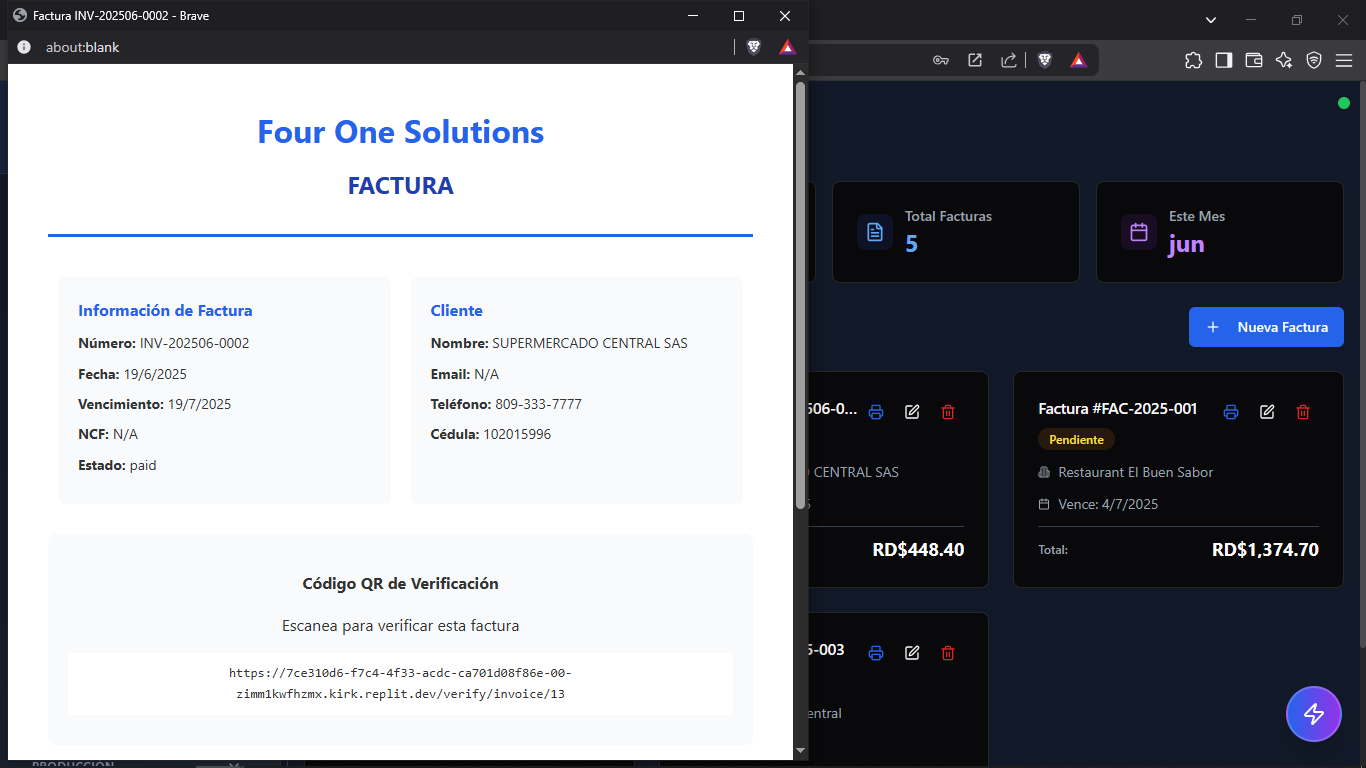 Factura INV-202506-0002 - Brave
about:blank
Four One Solutions
FACTURA
Información de Factura
Número: INV-202506-0002
Fecha: 19/6/2025
Vencimiento: 19/7/2025
NCF: N/A
Estado: paid
Cliente
Nombre: SUPERMERCADO CENTRAL SAS
Email: N/A
Teléfono: 809-333-7777
Cédula: 102015996
Código QR de Verificación
Escanea para verificar esta factura
https://7ce310d6-f7c4-4f33-acdc-ca701d08f86e-00-
zimm1kwfhzmx.kirk.replit.dev/verify/invoice/13
Total Facturas
5
Este Mes
jun
Nueva Factura
506-0...
CENTRAL SAS
RD$448.40
Factura #FAC-2025-001
Pendiente
Restaurant El Buen Sabor
Vence: 4/7/2025
Total:
RD$1,374.70
5-003
entral
PRODUCCION